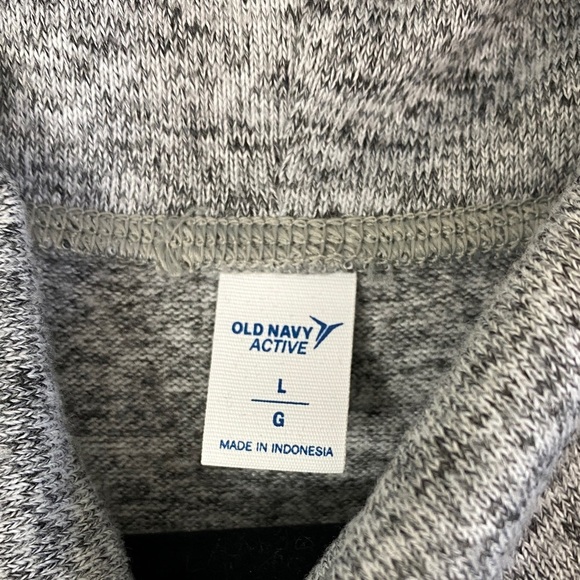 OLD NAVY
ACTIVE
L
G
MADE IN INDONESIA